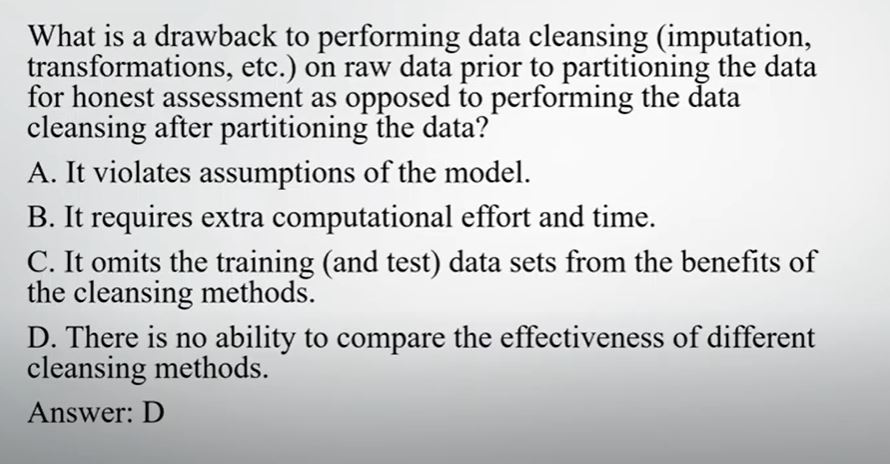 What is a drawback to performing data cleansing (imputation,
transformations, etc.) on raw data prior to partitioning the data
for honest assessment as opposed to performing the data
cleansing after partitioning the data?
A. It violates assumptions of the model.
B. It requires extra computational effort and time.
C. It omits the training (and test) data sets from the benefits of
the cleansing methods.
D. There is no ability to compare the effectiveness of different
cleansing methods.
Answer: D